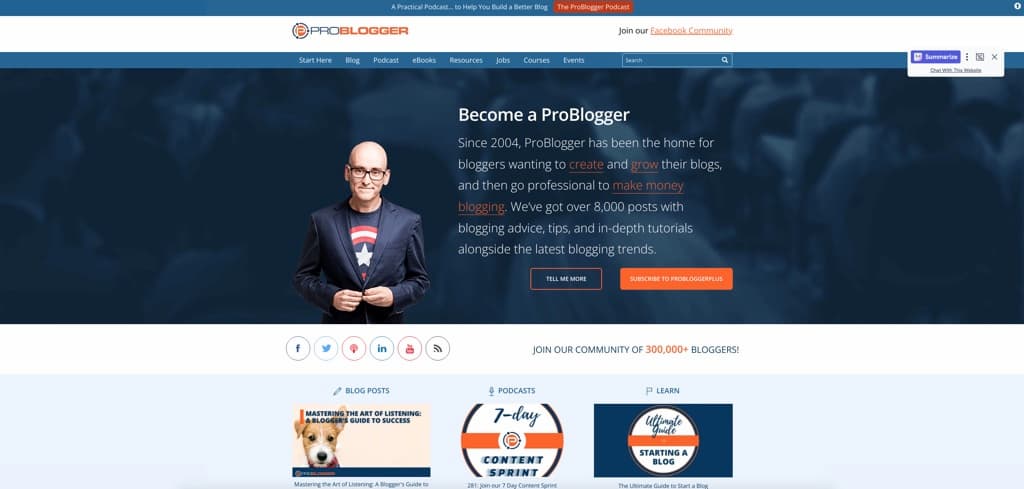 A Practical Podcast... to Help You Build a Better Blog The ProBlogger Podcast
PROBLOGGER
Join our Facebook Community
Start Here Blog Podcast eBooks Resources Jobs Courses Events Search
Summarize
Chat With This Website
Become a ProBlogger
Since 2004, ProBlogger has been the home for
bloggers wanting to create and grow their blogs,
and then go professional to make money
blogging. We've got over 8,000 posts with
blogging advice, tips, and in-depth tutorials
alongside the latest blogging trends.
TELL ME MORE SUBSCRIBE TO PROBLOGGERPLUS
JOIN OUR COMMUNITY OF 300,000+ BLOGGERS!
BLOG POSTS PODCASTS LEARN
MASTERING THE ART OF LISTENING:
A BLOGGER'S GUIDE TO SUCCESS
PROBLOGGER
7-day
CONTENT
SPRINT
Ultimate
Guide
STARTING A
BLOG
Mastering the Art of Listening: A Blogger's Guide to
281: Join our 7 Day Content Sprint
The Ultimate Guide to Start a Blog